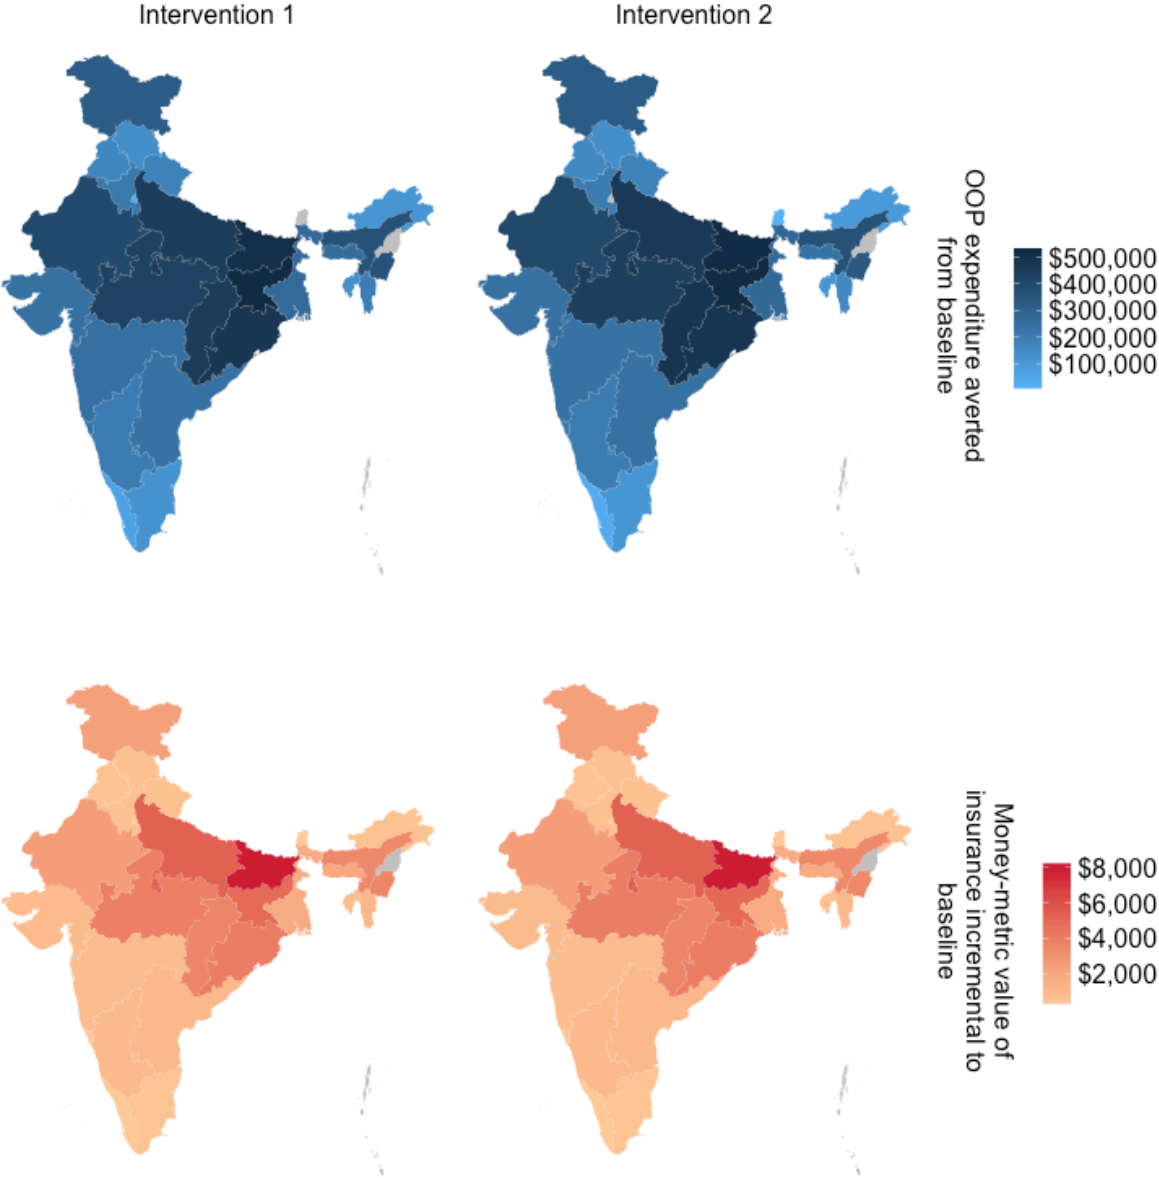 Intervention 1
Intervention 2
OOP expenditure averted
from baseline
$500,000
$400,000
$300,000
$200,000
$100,000
Money-metric value of
insurance incremental to
baseline
$8,000
$6,000
$4,000
$2,000